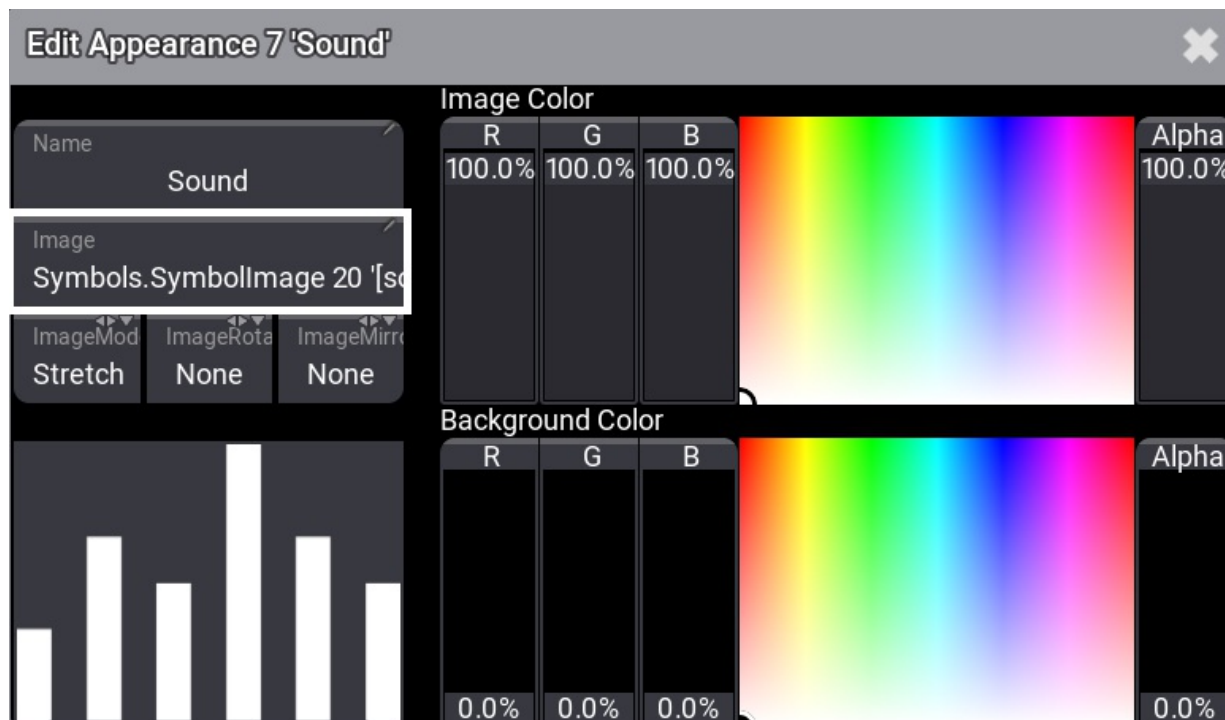 Edit Appearance 7 'Sound'
Name
Sound
Image
Symbols.SymbolImage 20 '[so
ImageMod
ImageRota
ImageMirro
Stretch
None
None
Image Color
R G B Alpha
100.0% 100.0% 100.0% 100.0%
Background Color
R G B Alpha
0.0% 0.0% 0.0% 0.0%